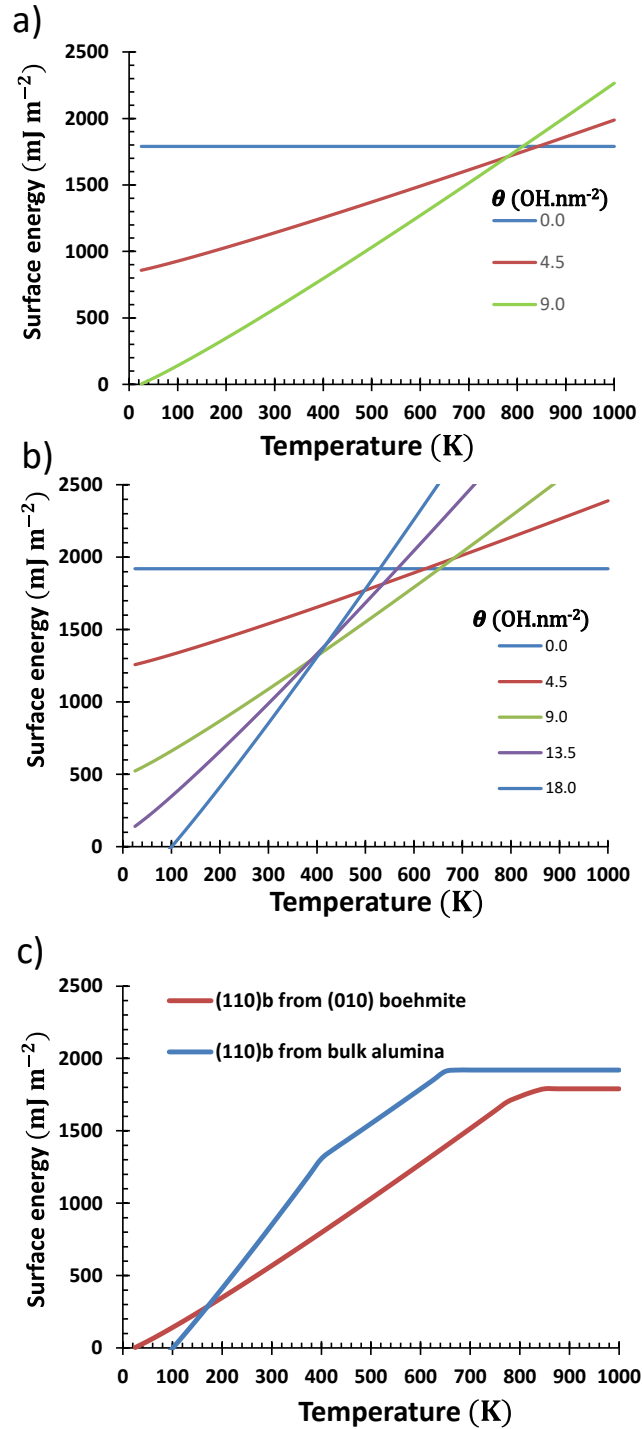 a)
2500
2000
1500
1000
500
0
Surface energy (mJ m⁻²)
θ (OH.nm⁻²)
0.0
4.5
9.0
0 100 200 300 400 500 600 700 800 900 1000
Temperature (K)
b)
2500
2000
1500
1000
500
0
Surface energy (mJ m⁻²)
θ (OH.nm⁻²)
0.0
4.5
9.0
13.5
18.0
0 100 200 300 400 500 600 700 800 900 1000
Temperature (K)
c)
2500
2000
1500
1000
500
0
Surface energy (mJ m⁻²)
(110)b from (010) boehmite
(110)b from bulk alumina
0 100 200 300 400 500 600 700 800 900 1000
Temperature (K)